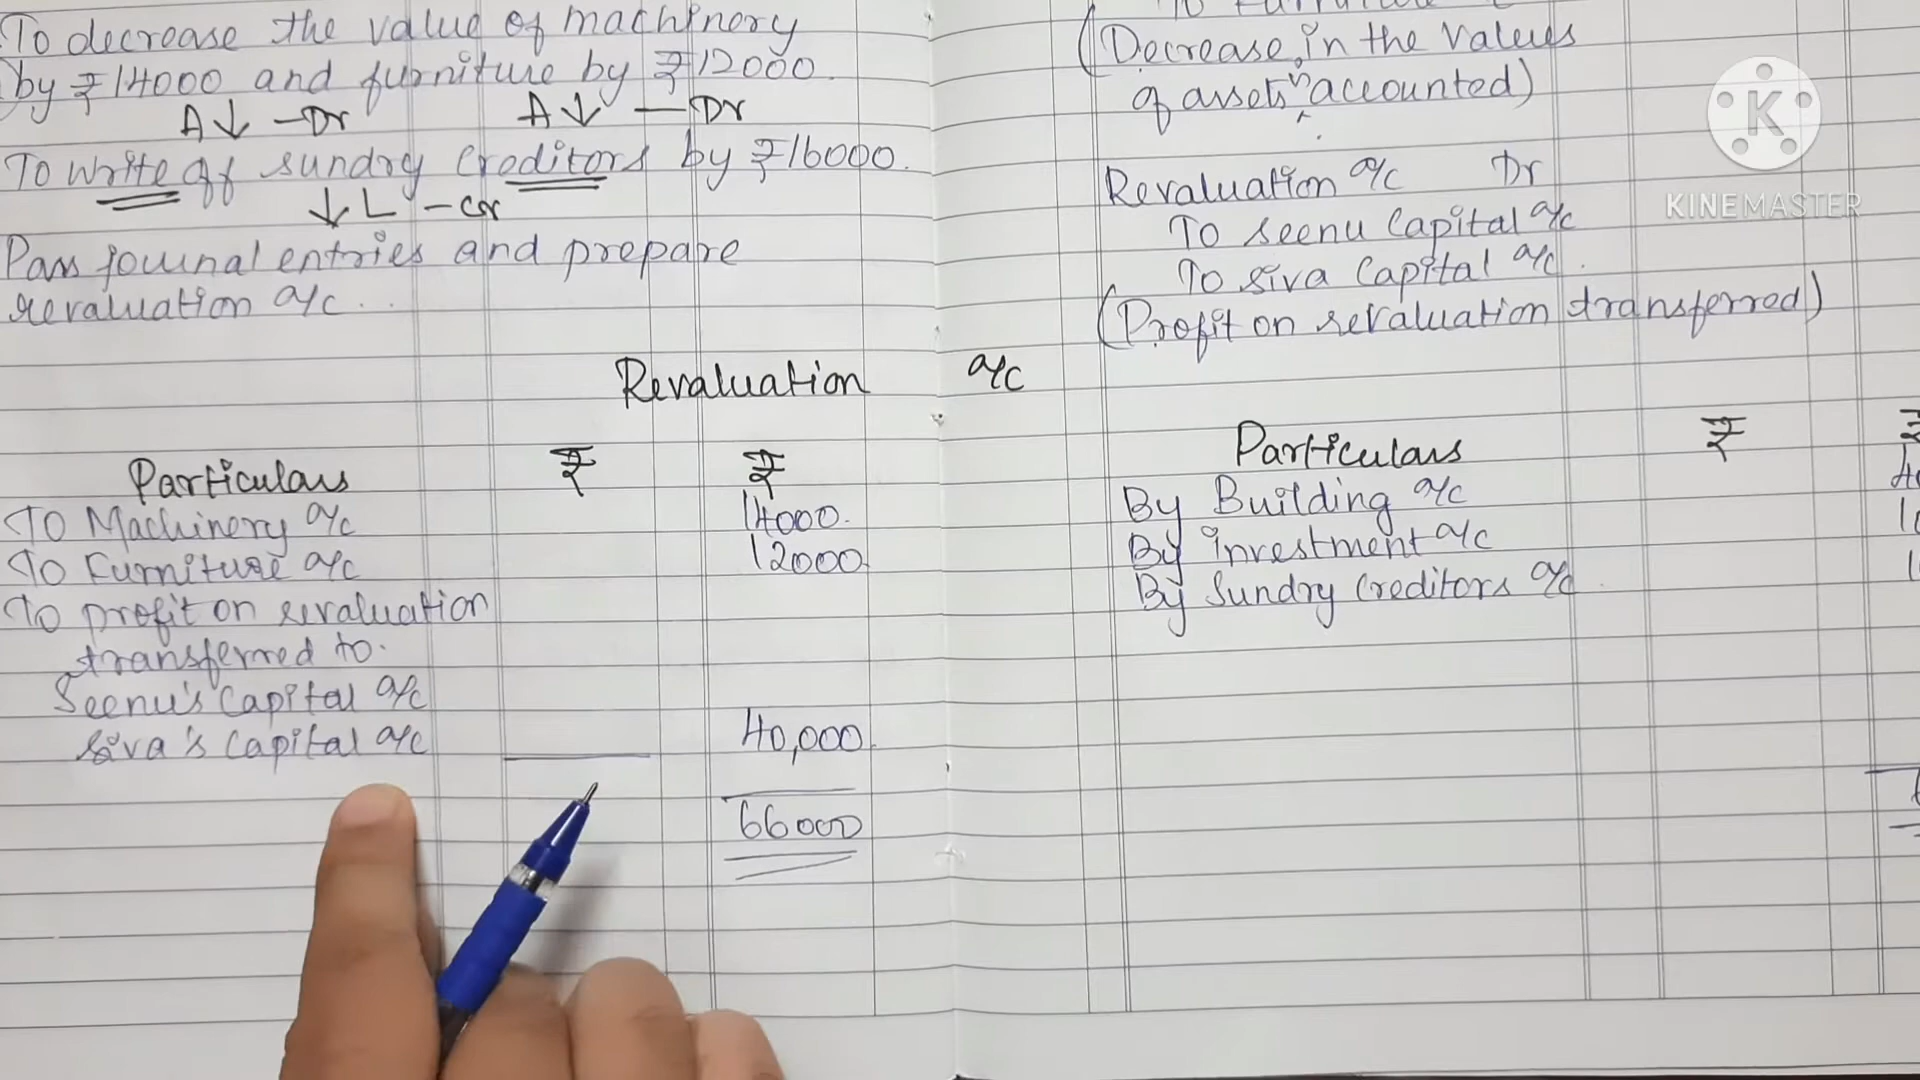 To decrease the value of machinery
by ₹14000 and furniture by ₹12000.
A↓ - Dr A↓ — Dr
To write of sundry creditors by ₹16000.
↓ L - Cr
Pass journal entries and prepare
revaluation a/c.
(Decrease in the values
of assets accounted)
Revaluation a/c Dr
To seenu Capital a/c
To siva Capital a/c.
(Profit on revaluation transferred)
K
KINEMASTER
Revaluation a/c
Particulars ₹ ₹
To Machinery a/c 14000.
To Furniture a/c 12000
To profit on revaluation
transferred to.
Seenu's Capital a/c
siva's Capital a/c 40,000
66000
Particulars ₹ ₹
By Building a/c
By investment a/c
By Sundry Creditors a/c